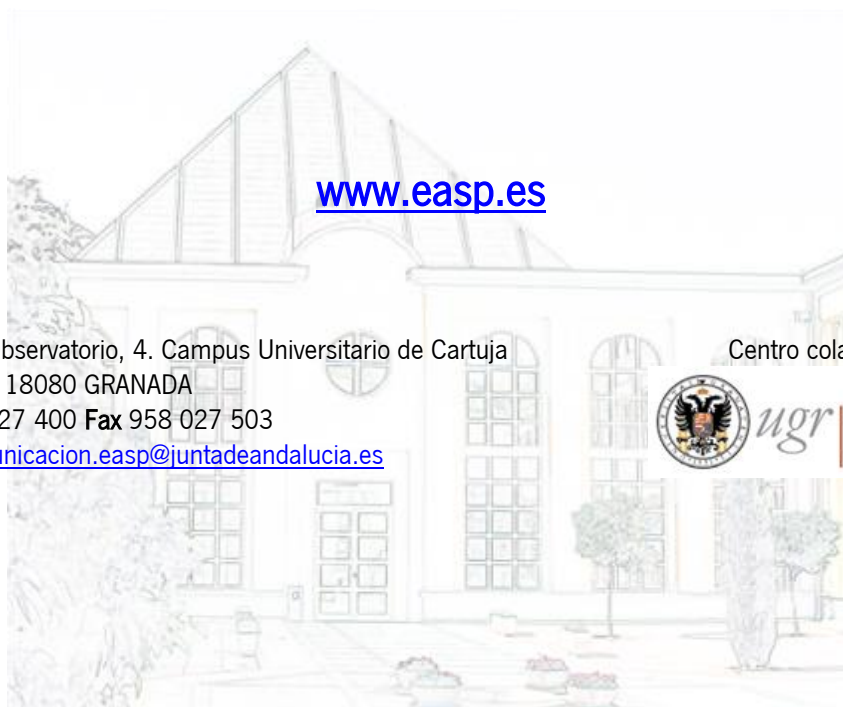 www.easp.es
bservatorio, 4. Campus Universitario de Cartuja
18080 GRANADA
27 400 Fax 958 027 503
nicacion.easp@juntadeandalucia.es
Centro cola
ugr